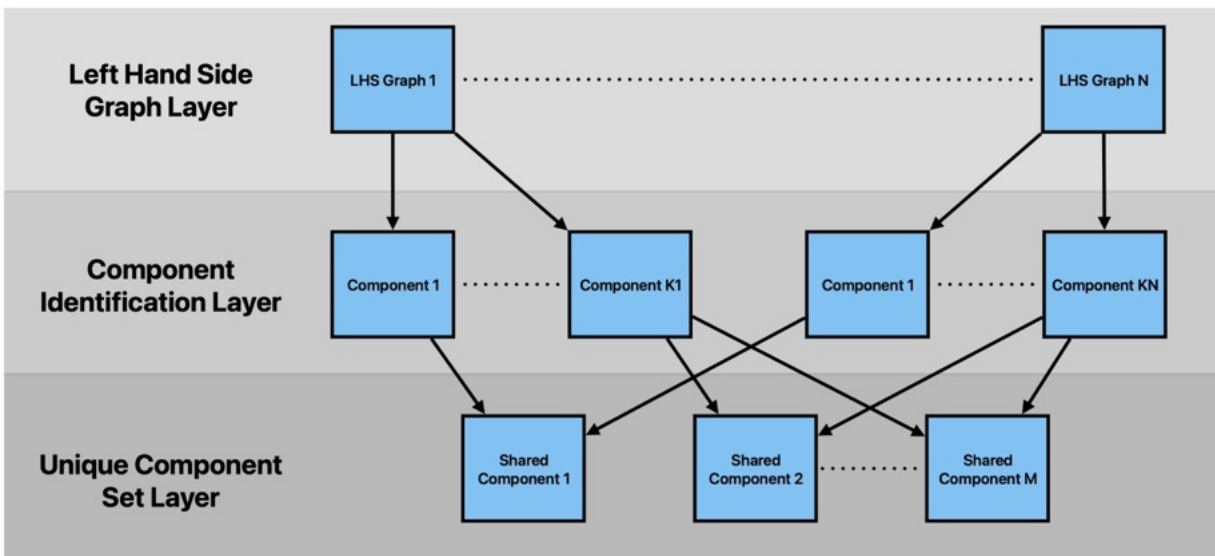 Left Hand Side
Graph Layer
LHS Graph 1
LHS Graph N
Component
Identification Layer
Component 1
Component K1
Component 1
Component KN
Unique Component
Set Layer
Shared
Component 1
Shared
Component 2
Shared
Component M